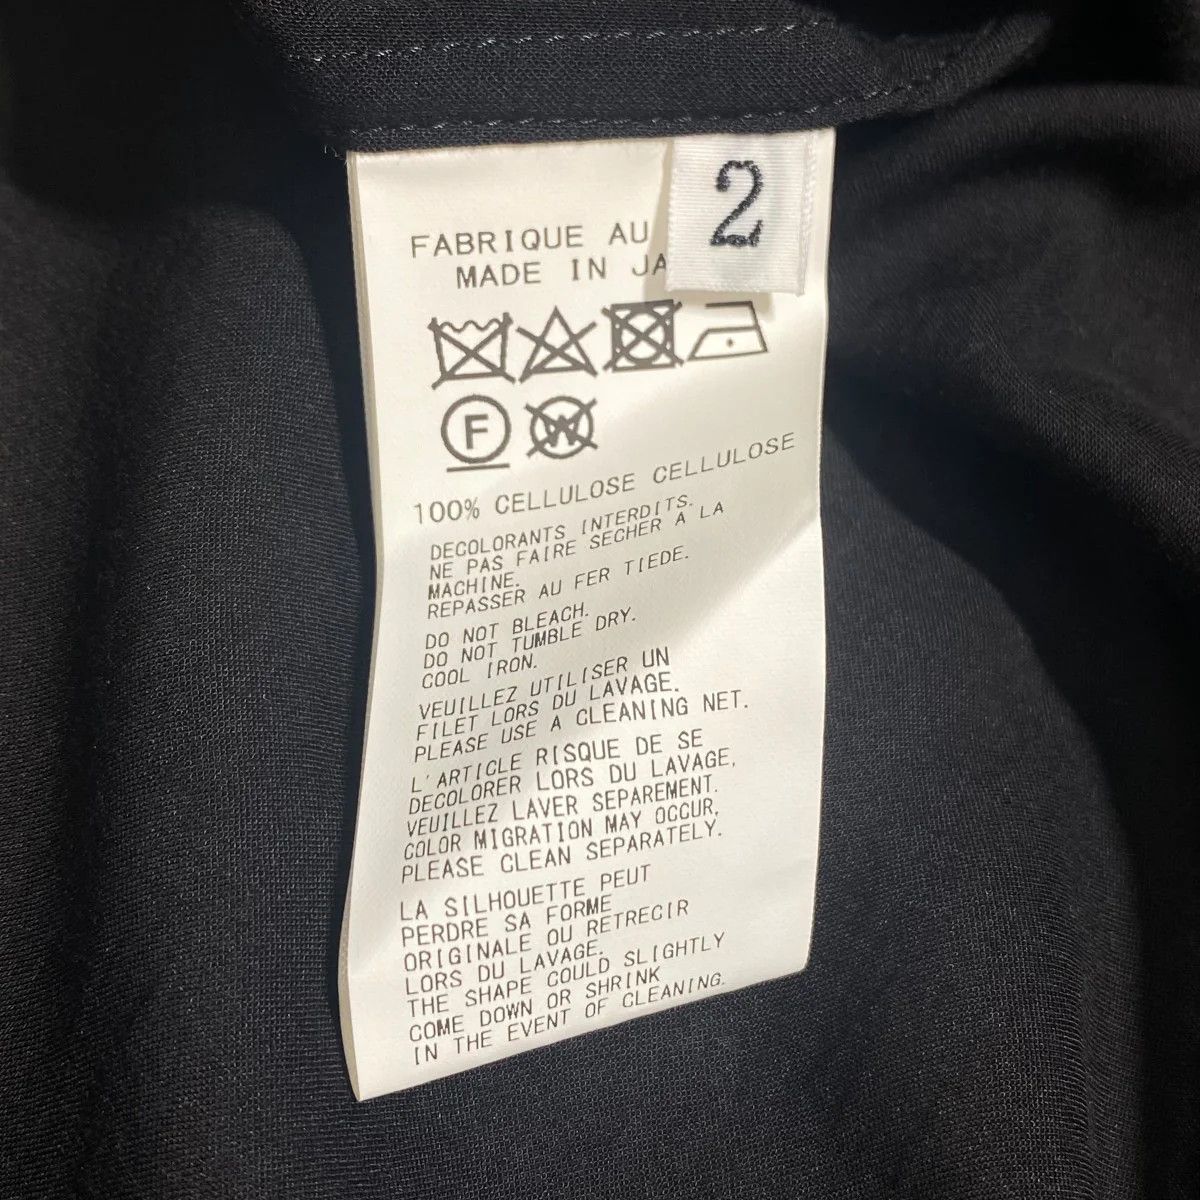 2
FABRIQUE AU
MADE IN JA
F
W
100% CELLULOSE CELLULOSE
DECOLORANTS INTERDITS.
NE PAS FAIRE SECHER A LA
MACHINE.
REPASSER AU FER TIEDE.
DO NOT BLEACH.
DO NOT TUMBLE DRY.
COOL IRON.
VEUILLEZ UTILISER UN
FILET LORS DU LAVAGE.
PLEASE USE A CLEANING NET.
L'ARTICLE RISQUE DE SE
DECOLORER LORS DU LAVAGE,
VEUILLEZ LAVER SEPAREMENT.
COLOR MIGRATION MAY OCCUR,
PLEASE CLEAN SEPARATELY.
LA SILHOUETTE PEUT
PERDRE SA FORME
ORIGINALE OU RETRECIR
LORS DU LAVAGE.
THE SHAPE COULD SLIGHTLY
COME DOWN OR SHRINK
IN THE EVENT OF CLEANING.